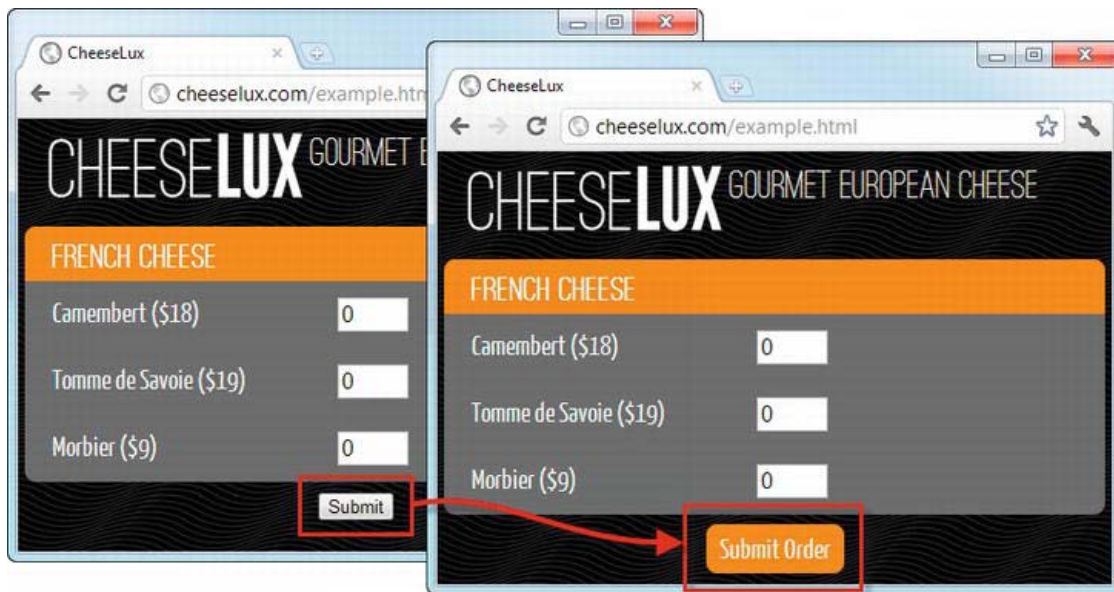 CheeseLux
cheeselux.com/example.htm
CHEESELUX GOURMET E
FRENCH CHEESE
Camembert ($18) 0
Tomme de Savoie ($19) 0
Morbier ($9) 0
Submit
CheeseLux
cheeselux.com/example.html
CHEESELUX GOURMET EUROPEAN CHEESE
FRENCH CHEESE
Camembert ($18) 0
Tomme de Savoie ($19) 0
Morbier ($9) 0
Submit Order